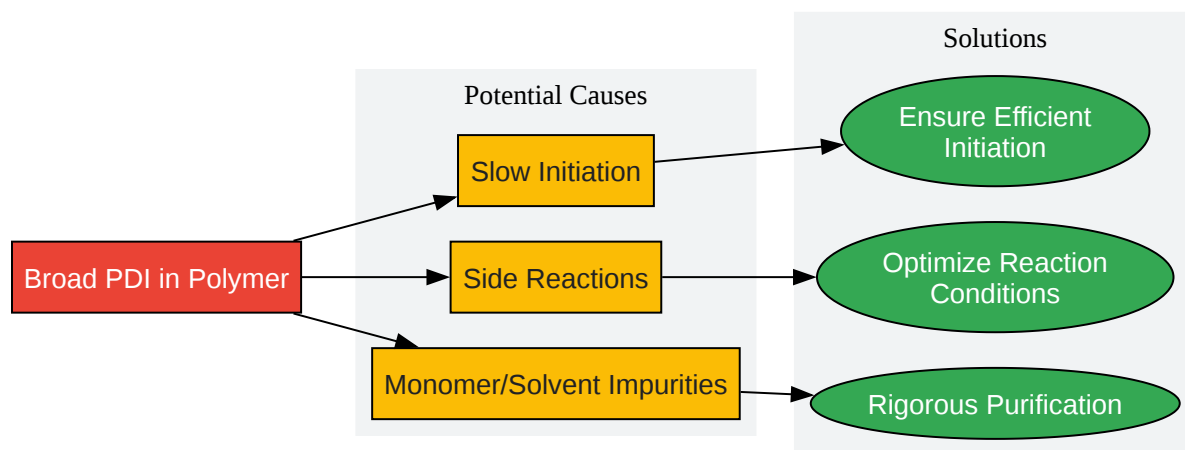 Solutions
Potential Causes
Ensure Efficient
Initiation
Slow Initiation
Broad PDI in Polymer
Side Reactions
Optimize Reaction
Conditions
Monomer/Solvent Impurities
Rigorous Purification